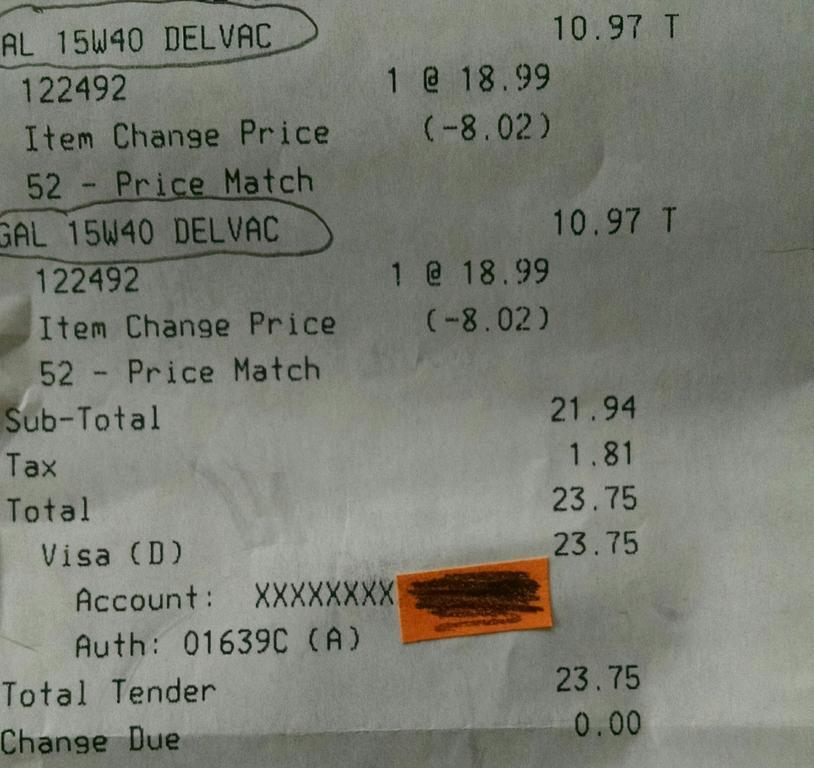 AL 15W40 DELVAC 10.97 T
122492 1 @ 18.99
Item Change Price (-8.02)
52 - Price Match
GAL 15W40 DELVAC 10.97 T
122492 1 @ 18.99
Item Change Price (-8.02)
52 - Price Match
Sub-Total 21.94
Tax 1.81
Total 23.75
Visa (D) 23.75
Account: XXXXXXXX
Auth: 01639C (A)
Total Tender 23.75
Change Due 0.00